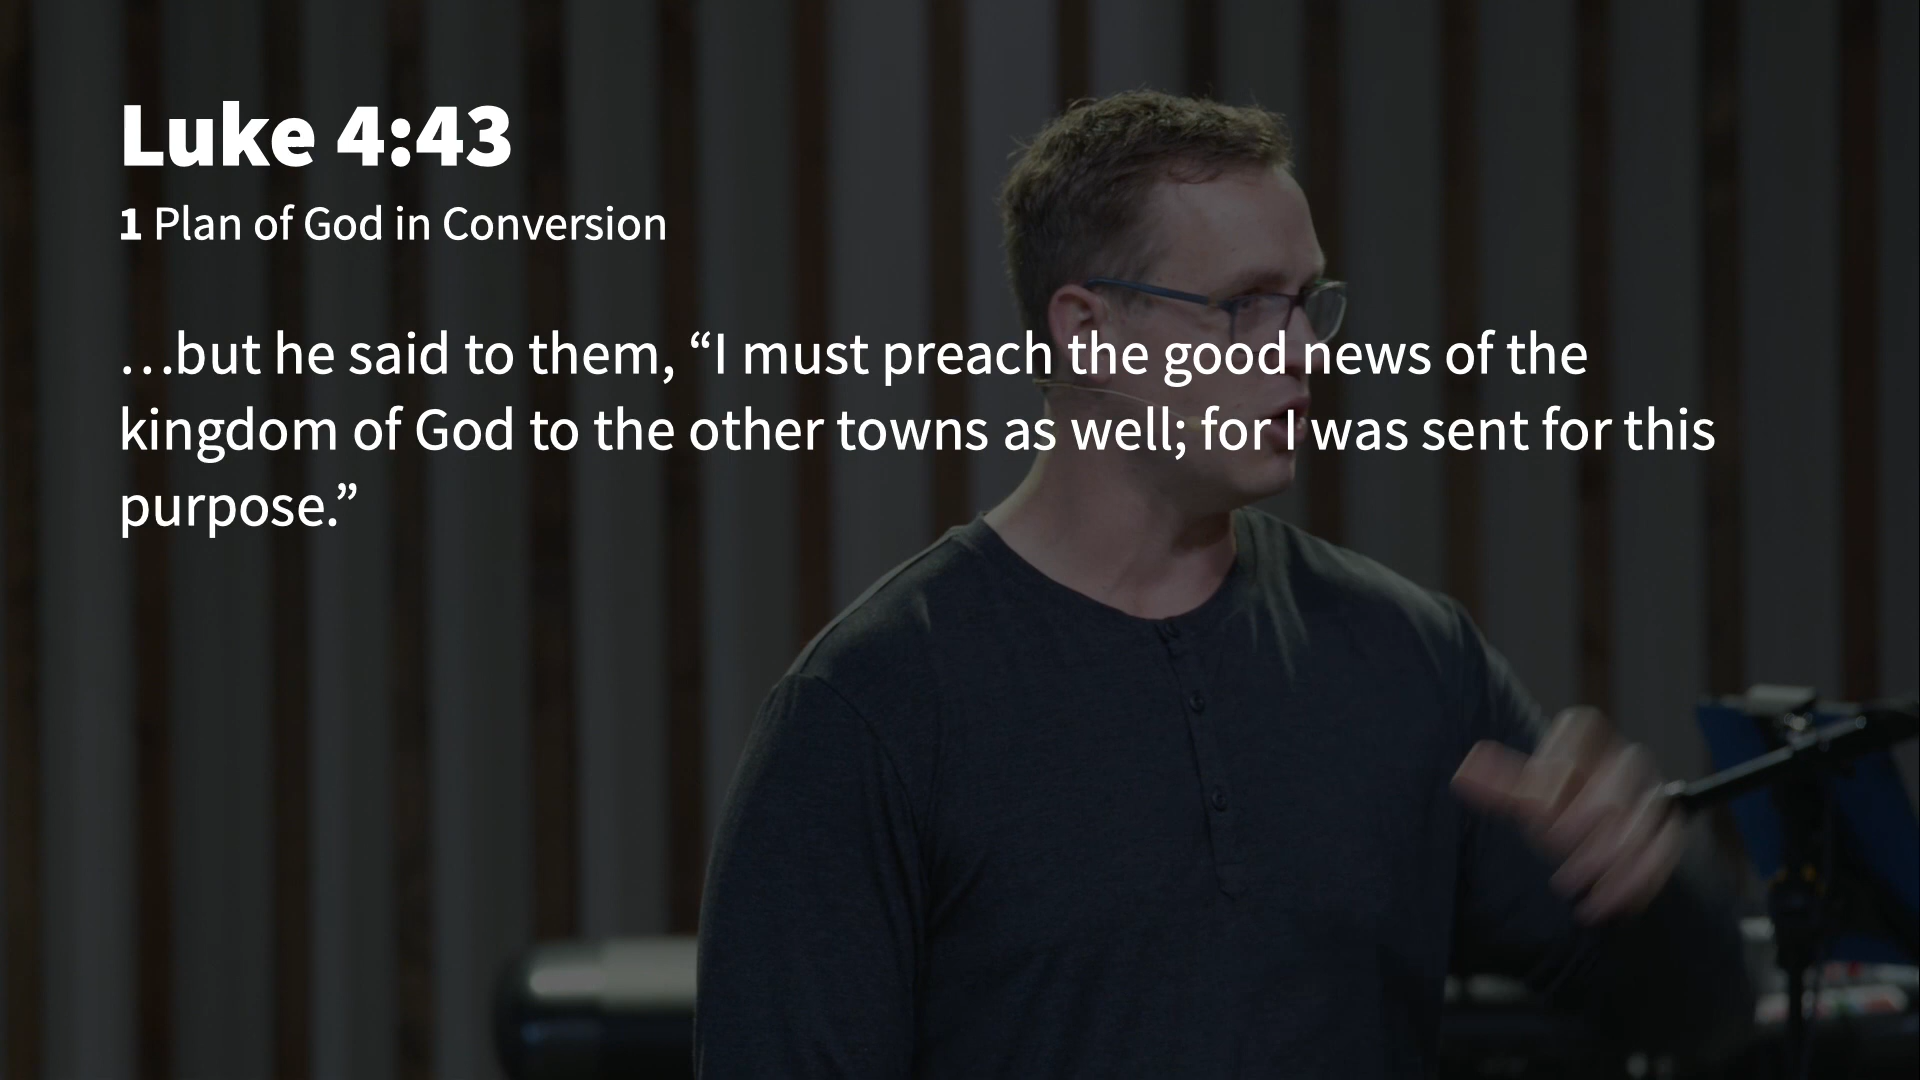 Luke 4:43
1 Plan of God in Conversion
…but he said to them, “I must preach the good news of the
kingdom of God to the other towns as well; for I was sent for this
purpose.”